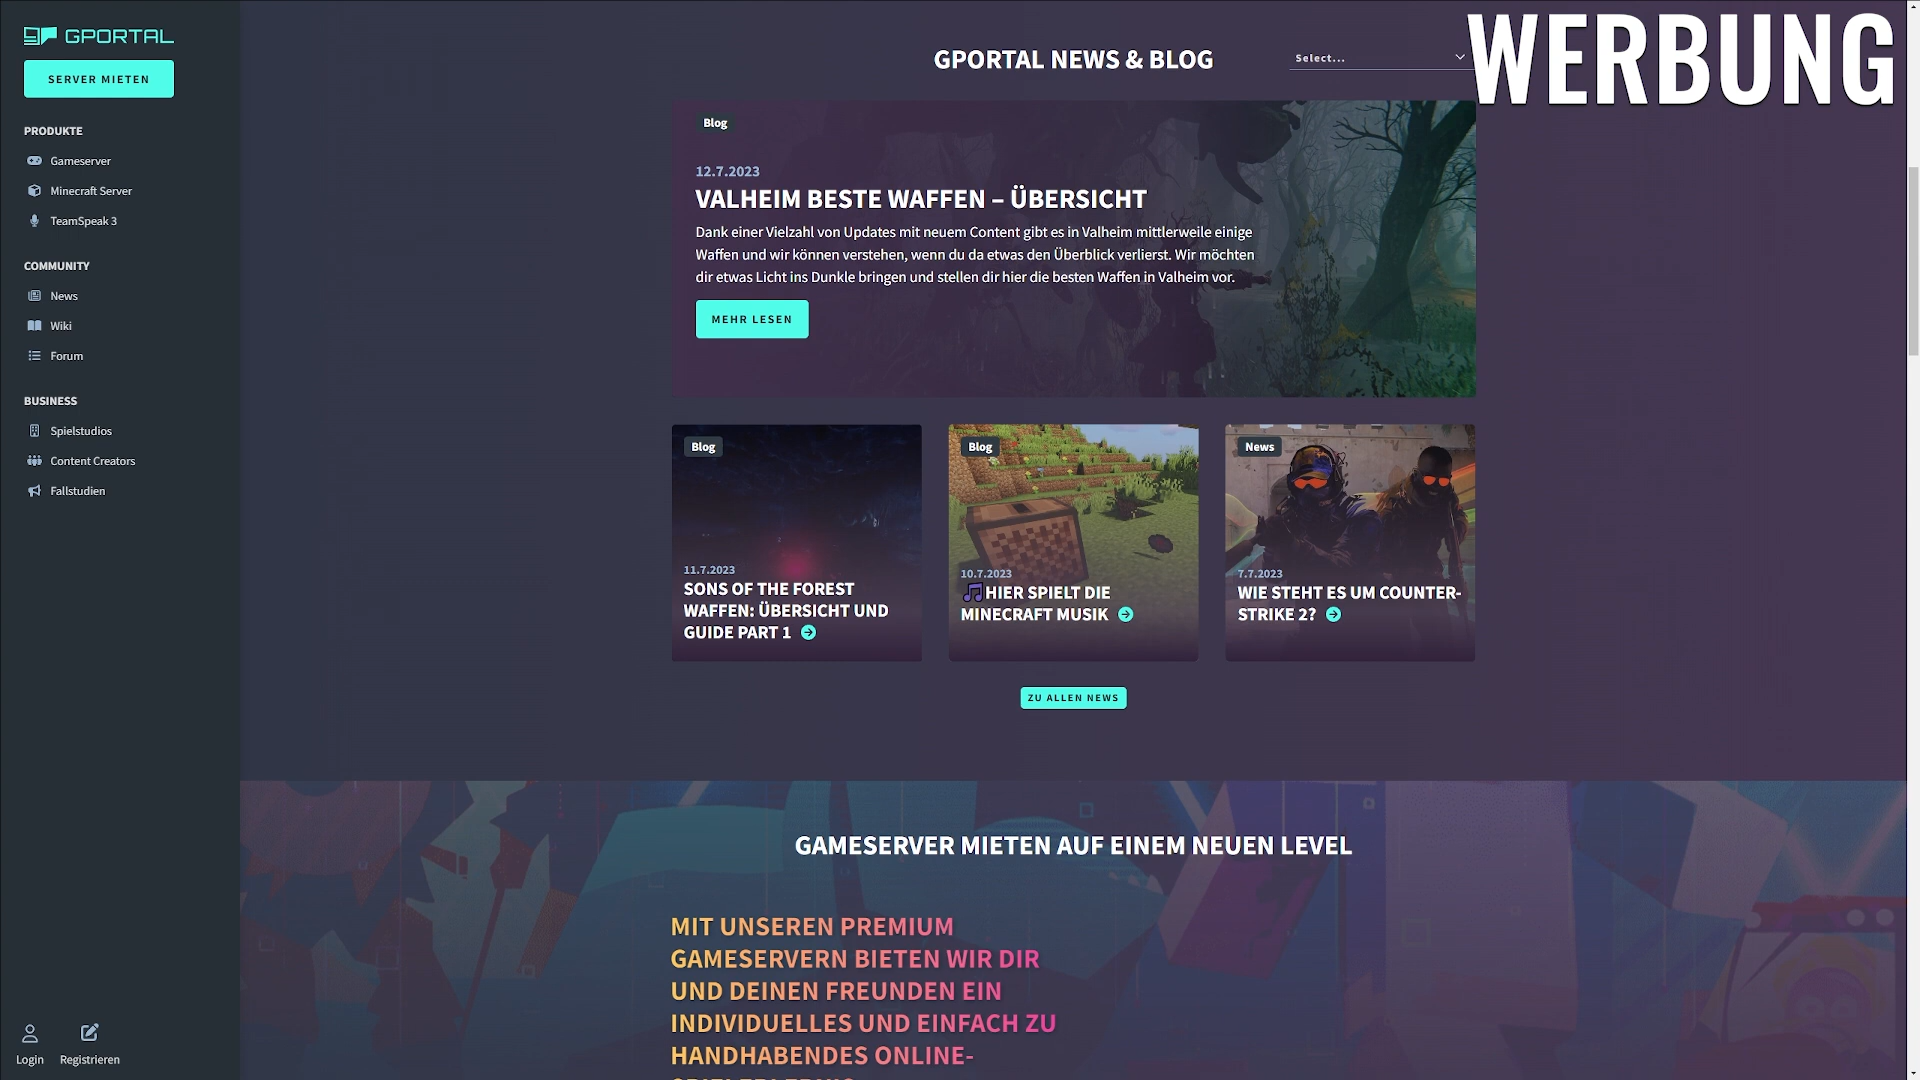 GPORTAL
SERVER MIETEN
PRODUKTE
Gameserver
Minecraft Server
TeamSpeak 3
COMMUNITY
News
Wiki
Forum
BUSINESS
Spielstudios
Content Creators
Fallstudien
Login
Registrieren
GPORTAL NEWS & BLOG
Select...
WERBUNG
Blog
12.7.2023
VALHEIM BESTE WAFFEN – ÜBERSICHT
Dank einer Vielzahl von Updates mit neuem Content gibt es in Valheim mittlerweile einige
Waffen und wir können verstehen, wenn du da etwas den Überblick verlierst. Wir möchten
dir etwas Licht ins Dunkle bringen und stellen dir hier die besten Waffen in Valheim vor.
MEHR LESEN
Blog
11.7.2023
SONS OF THE FOREST
WAFFEN: ÜBERSICHT UND
GUIDE PART 1
Blog
10.7.2023
🎵HIER SPIELT DIE
MINECRAFT MUSIK
News
7.7.2023
WIE STEHT ES UM COUNTER-
STRIKE 2?
ZU ALLEN NEWS
GAMESERVER MIETEN AUF EINEM NEUEN LEVEL
MIT UNSEREN PREMIUM
GAMESERVERN BIETEN WIR DIR
UND DEINEN FREUNDEN EIN
INDIVIDUELLES UND EINFACH ZU
HANDHABENDES ONLINE-